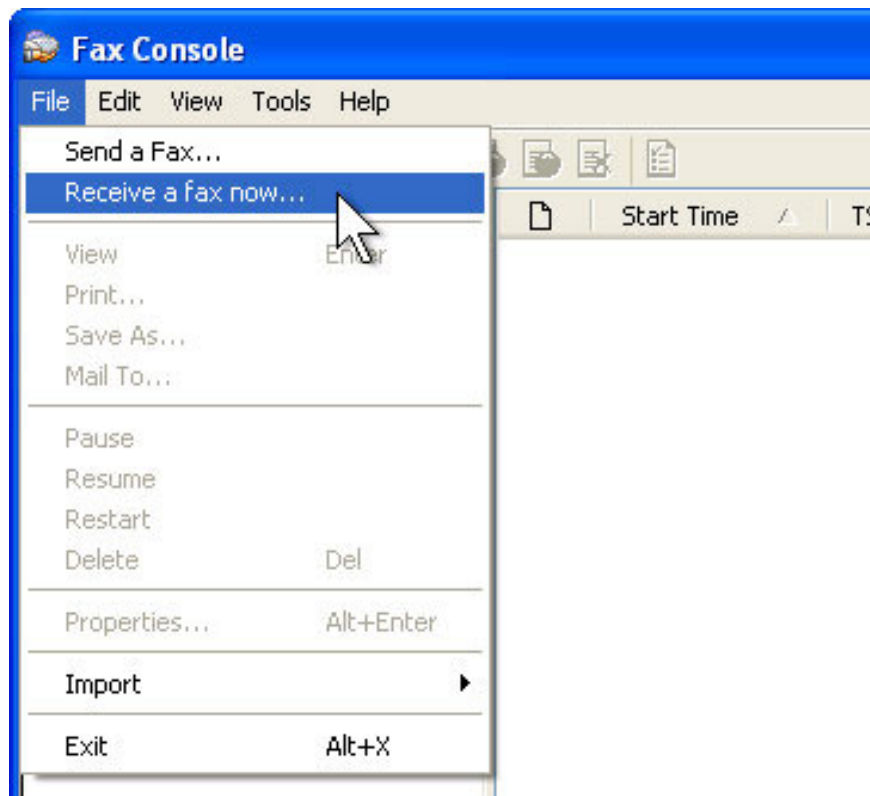 Fax Console
File Edit View Tools Help
Send a Fax...
Receive a fax now...
Start Time TS
View Enter
Print...
Save As...
Mail To...
Pause
Resume
Restart
Delete Del
Properties... Alt+Enter
Import
Exit Alt+X